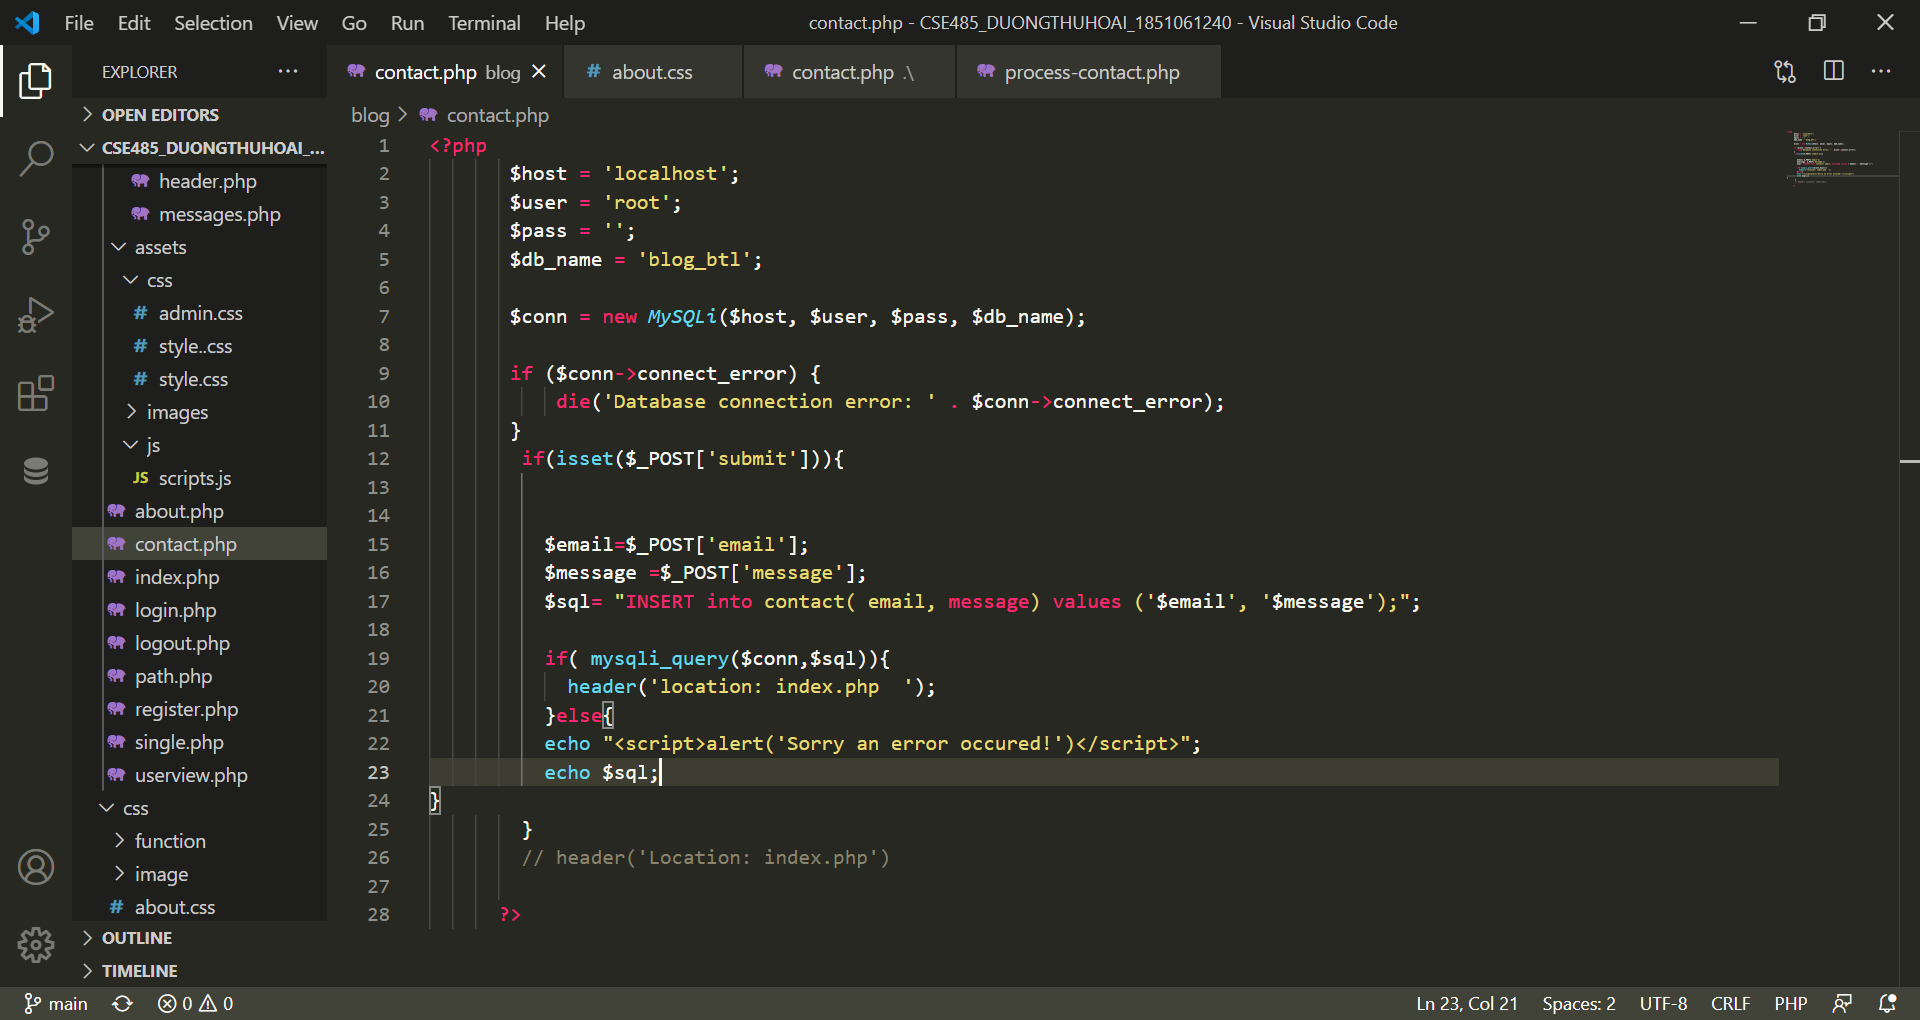 File Edit Selection View Go Run Terminal Help
contact.php - CSE485_DUONGTHUHOAI_1851061240 - Visual Studio Code
EXPLORER
OPEN EDITORS
CSE485_DUONGTHUHOAI_...
header.php
messages.php
assets
css
# admin.css
# style..css
# style.css
images
js
JS scripts.js
about.php
contact.php
index.php
login.php
logout.php
path.php
register.php
single.php
userview.php
css
function
image
# about.css
OUTLINE
TIMELINE
contact.php blog
# about.css
contact.php .\
process-contact.php
blog > contact.php
1 <?php
2 $host = 'localhost';
3 $user = 'root';
4 $pass = '';
5 $db_name = 'blog_btl';
6
7 $conn = new MySQLi($host, $user, $pass, $db_name);
8
9 if ($conn->connect_error) {
10 die('Database connection error: ' . $conn->connect_error);
11 }
12 if(isset($_POST['submit'])){
13
14
15 $email=$_POST['email'];
16 $message =$_POST['message'];
17 $sql= "INSERT into contact( email, message) values ('$email', '$message');";
18
19 if( mysqli_query($conn,$sql)){
20 header('location: index.php  ');
21 }else{
22 echo "<script>alert('Sorry an error occured!')</script>";
23 echo $sql;
24 }
25 }
26 // header('Location: index.php')
27
28 ?>
main 0 0 Ln 23, Col 21 Spaces: 2 UTF-8 CRLF PHP